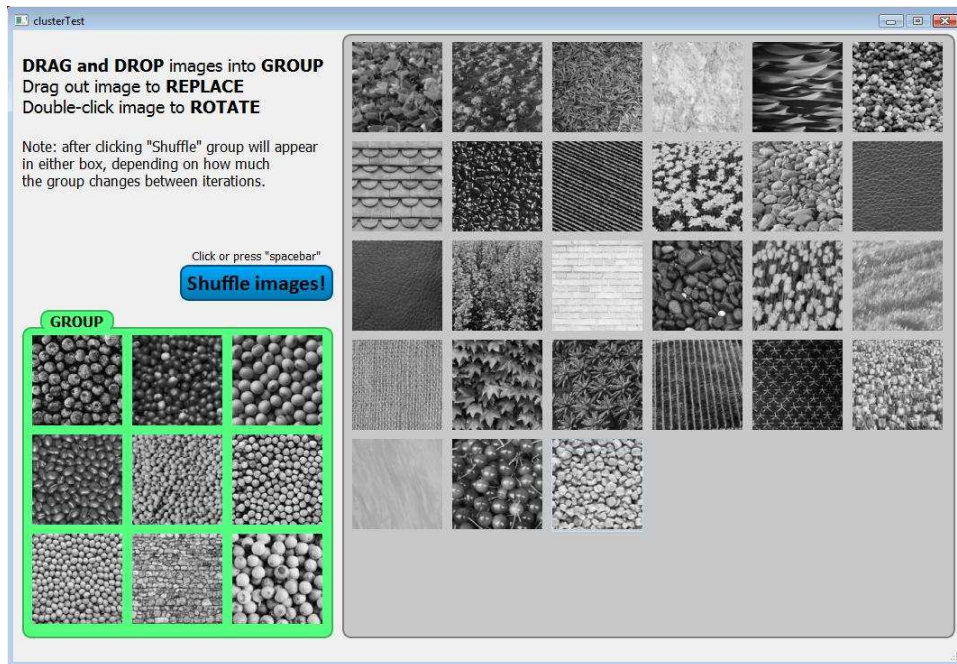 clusterTest
DRAG and DROP images into GROUP
Drag out image to REPLACE
Double-click image to ROTATE
Note: after clicking "Shuffle" group will appear
in either box, depending on how much
the group changes between iterations.
Click or press "spacebar"
Shuffle images!
GROUP